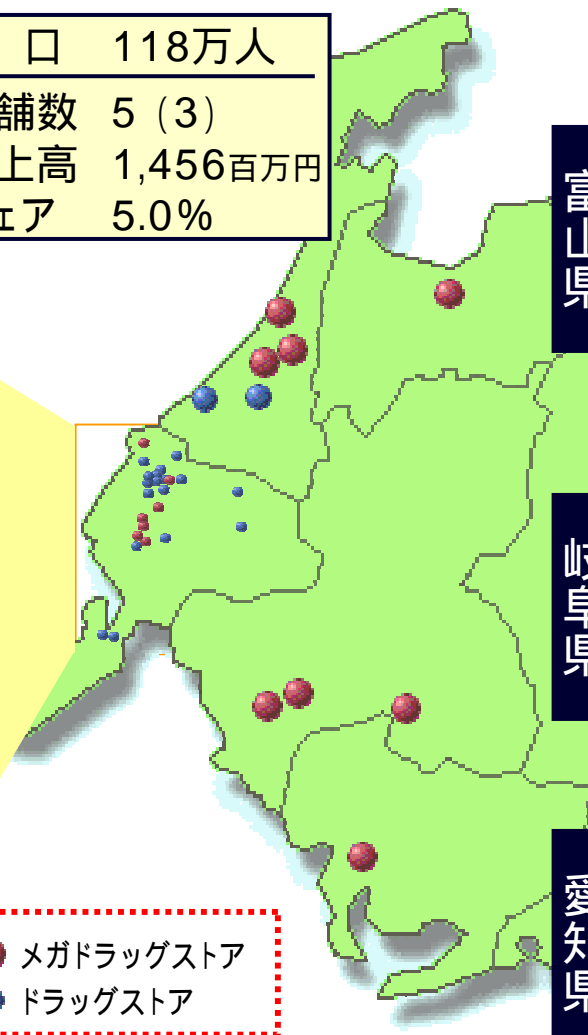 口 118万人
舗数 5（3）
上高 1,456百万円
ェア 5.0%
富山県
岐阜県
愛知県
メガドラッグストア
ドラッグストア